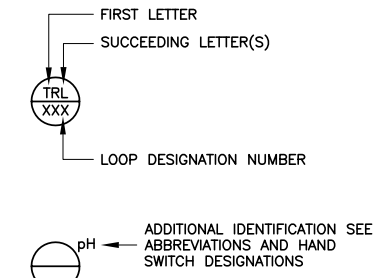 FIRST LETTER
SUCCEEDING LETTER(S)
TRL
XXX
LOOP DESIGNATION NUMBER
pH
ADDITIONAL IDENTIFICATION SEE
ABBREVIATIONS AND HAND
SWITCH DESIGNATIONS